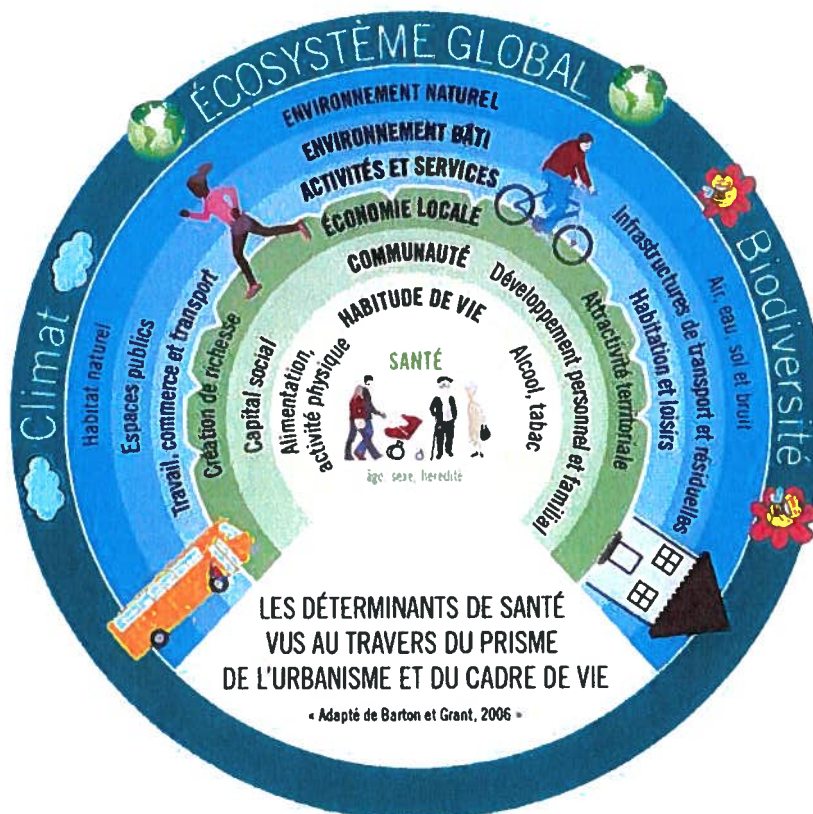 ÉCOSYSTÈME GLOBAL
Climat
Biodiversité
ENVIRONNEMENT NATUREL
Habitat naturel
Air, eau, sol et bruit
ENVIRONNEMENT BÂTI
Espaces publics
Infrastructures de transport et résiduelles
ACTIVITÉS ET SERVICES
Travail, commerce et transport
Habitation et loisirs
ÉCONOMIE LOCALE
Création de richesse
Attractivité territoriale
COMMUNAUTÉ
Capital social
Développement personnel et familial
HABITUDE DE VIE
Alimentation,
activité physique
Alcool, tabac
SANTÉ
âge, sexe, heredité
LES DÉTERMINANTS DE SANTÉ
VUS AU TRAVERS DU PRISME
DE L'URBANISME ET DU CADRE DE VIE
« Adapté de Barton et Grant, 2006 »